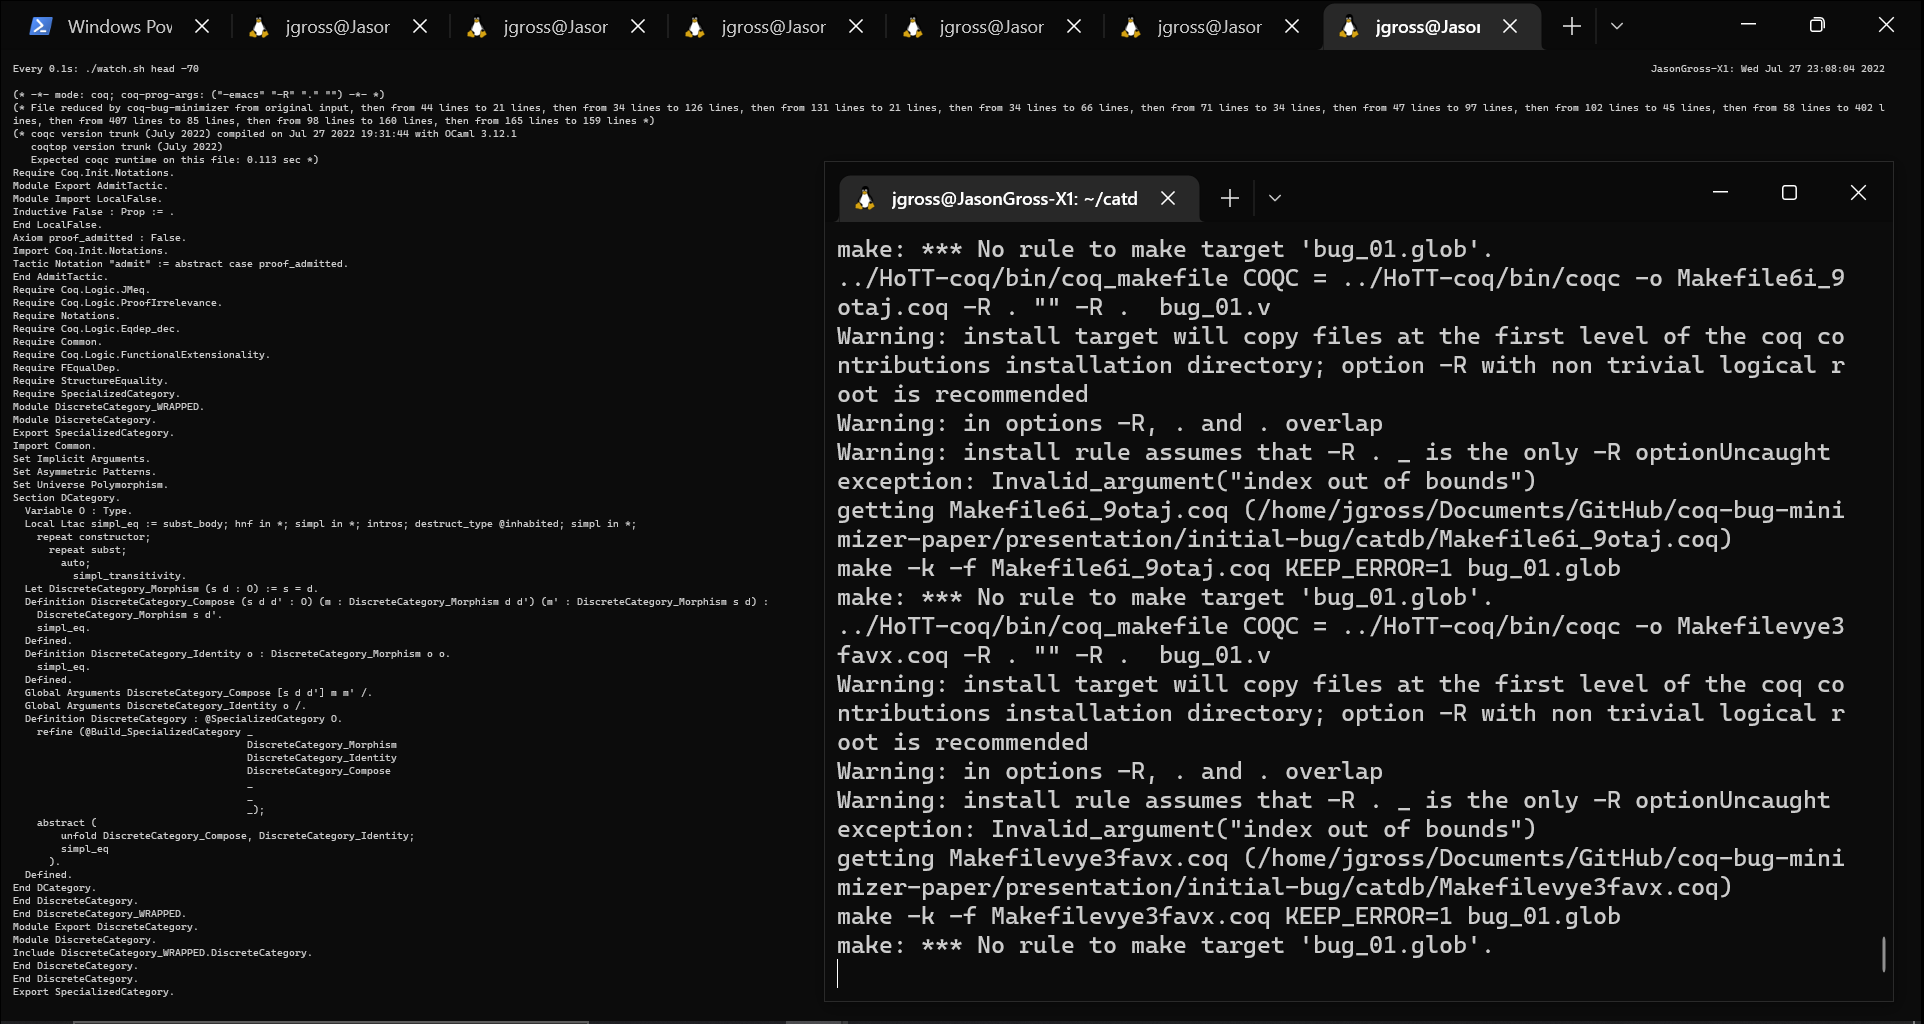 Windows Pow
jgross@Jasor
jgross@Jasor
jgross@Jasor
jgross@Jasor
jgross@Jasor
jgross@Jasor
Every 0.1s: ./watch.sh head -70
JasonGross-X1: Wed Jul 27 23:08:04 2022
(* -*- mode: coq; coq-prog-args: ("-emacs" "-R" "." "") -*- *)
(* File reduced by coq-bug-minimizer from original input, then from 44 lines to 21 lines, then from 34 lines to 126 lines, then from 131 lines to 21 lines, then from 34 lines to 66 lines, then from 71 lines to 34 lines, then from 47 lines to 97 lines, then from 102 lines to 45 lines, then from 58 lines to 402 l
ines, then from 407 lines to 85 lines, then from 98 lines to 160 lines, then from 165 lines to 159 lines *)
(* coqc version trunk (July 2022) compiled on Jul 27 2022 19:31:44 with OCaml 3.12.1
coqtop version trunk (July 2022)
Expected coqc runtime on this file: 0.113 sec *)
Require Coq.Init.Notations.
Module Export AdmitTactic.
Module Import LocalFalse.
Inductive False : Prop := .
End LocalFalse.
Axiom proof_admitted : False.
Import Coq.Init.Notations.
Tactic Notation "admit" := abstract case proof_admitted.
End AdmitTactic.
Require Coq.Logic.JMeq.
Require Coq.Logic.ProofIrrelevance.
Require Notations.
Require Coq.Logic.Eqdep_dec.
Require Common.
Require Coq.Logic.FunctionalExtensionality.
Require FEqualDep.
Require StructureEquality.
Require SpecializedCategory.
Module DiscreteCategory_WRAPPED.
Module DiscreteCategory.
Export SpecializedCategory.
Import Common.
Set Implicit Arguments.
Set Asymmetric Patterns.
Set Universe Polymorphism.
Section DCategory.
Variable O : Type.
Local Ltac simpl_eq := subst_body; hnf in *; simpl in *; intros; destruct_type @inhabited; simpl in *;
repeat constructor;
repeat subst;
auto;
simpl_transitivity.
Let DiscreteCategory_Morphism (s d : O) := s = d.
Definition DiscreteCategory_Compose (s d d' : O) (m : DiscreteCategory_Morphism d d') (m' : DiscreteCategory_Morphism s d) :
DiscreteCategory_Morphism s d'.
simpl_eq.
Defined.
Definition DiscreteCategory_Identity o : DiscreteCategory_Morphism o o.
simpl_eq.
Defined.
Global Arguments DiscreteCategory_Compose [s d d'] m m' /.
Global Arguments DiscreteCategory_Identity o /.
Definition DiscreteCategory : @SpecializedCategory O.
refine (@Build_SpecializedCategory _
DiscreteCategory_Morphism
DiscreteCategory_Identity
DiscreteCategory_Compose
_
_
_);
abstract (
unfold DiscreteCategory_Compose, DiscreteCategory_Identity;
simpl_eq
).
Defined.
End DCategory.
End DiscreteCategory.
End DiscreteCategory_WRAPPED.
Module Export DiscreteCategory.
Module DiscreteCategory.
Include DiscreteCategory_WRAPPED.DiscreteCategory.
End DiscreteCategory.
End DiscreteCategory.
Export SpecializedCategory.
jgross@JasonGross-X1: ~/catd
make: *** No rule to make target 'bug_01.glob'.
../HoTT-coq/bin/coq_makefile COQC = ../HoTT-coq/bin/coqc -o Makefile6i_9
otaj.coq -R . "" -R .  bug_01.v
Warning: install target will copy files at the first level of the coq co
ntributions installation directory; option -R with non trivial logical r
oot is recommended
Warning: in options -R, . and . overlap
Warning: install rule assumes that -R . _ is the only -R optionUncaught
exception: Invalid_argument("index out of bounds")
getting Makefile6i_9otaj.coq (/home/jgross/Documents/GitHub/coq-bug-mini
mizer-paper/presentation/initial-bug/catdb/Makefile6i_9otaj.coq)
make -k -f Makefile6i_9otaj.coq KEEP_ERROR=1 bug_01.glob
make: *** No rule to make target 'bug_01.glob'.
../HoTT-coq/bin/coq_makefile COQC = ../HoTT-coq/bin/coqc -o Makefilevye3
favx.coq -R . "" -R .  bug_01.v
Warning: install target will copy files at the first level of the coq co
ntributions installation directory; option -R with non trivial logical r
oot is recommended
Warning: in options -R, . and . overlap
Warning: install rule assumes that -R . _ is the only -R optionUncaught
exception: Invalid_argument("index out of bounds")
getting Makefilevye3favx.coq (/home/jgross/Documents/GitHub/coq-bug-mini
mizer-paper/presentation/initial-bug/catdb/Makefilevye3favx.coq)
make -k -f Makefilevye3favx.coq KEEP_ERROR=1 bug_01.glob
make: *** No rule to make target 'bug_01.glob'.